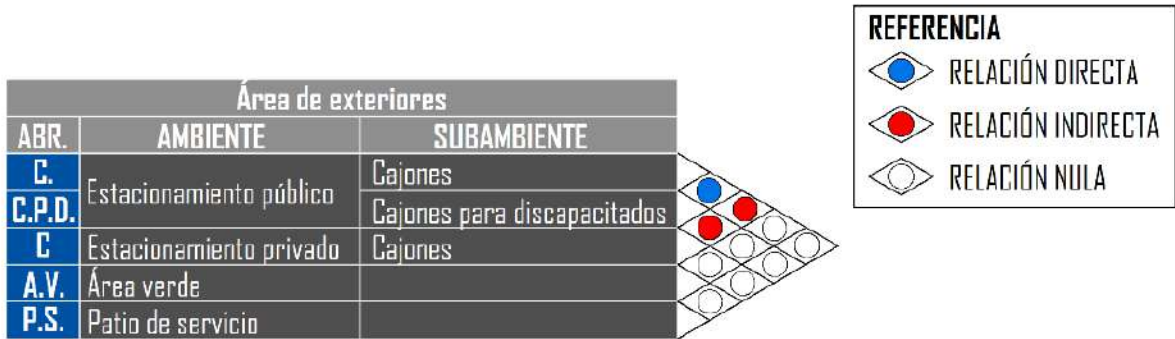 REFERENCIA
RELACIÓN DIRECTA
RELACIÓN INDIRECTA
RELACIÓN NULA
Área de exteriores
ABR. AMBIENTE SUBAMBIENTE
C. Estacionamiento público Cajones
C.P.D. Cajones para discapacitados
C Estacionamiento privado Cajones
A.V. Área verde
P.S. Patio de servicio